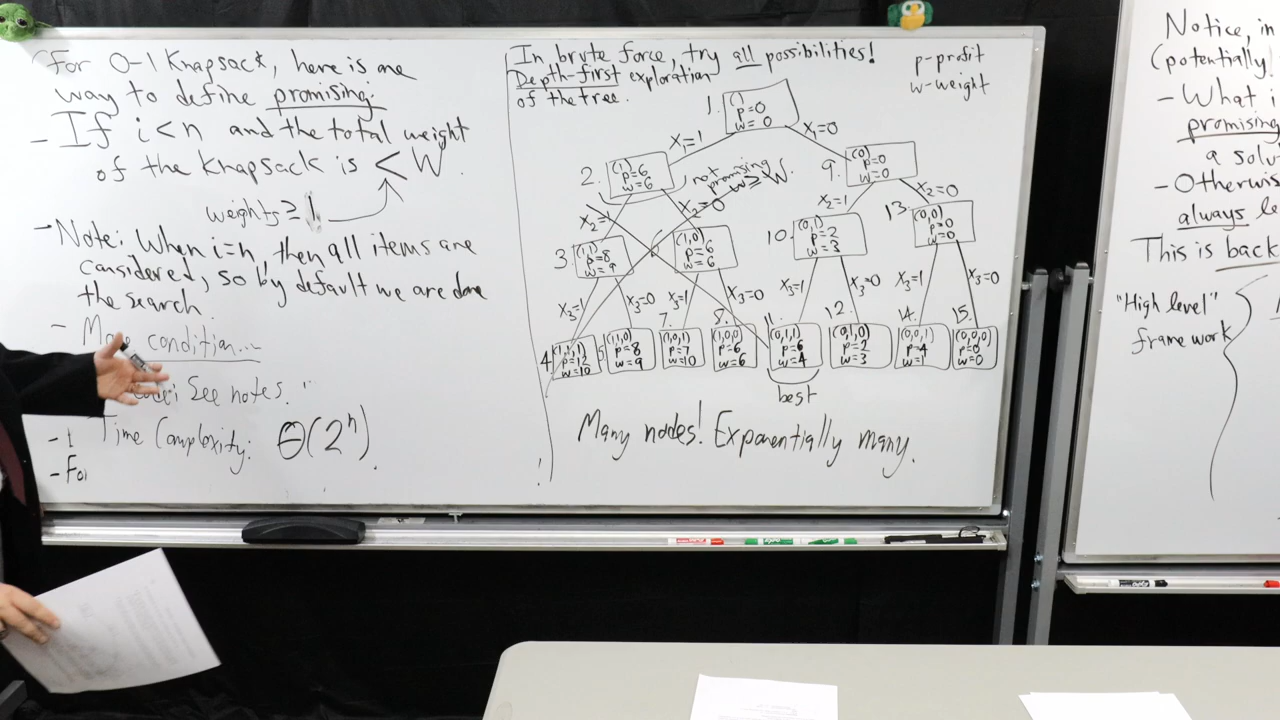 For 0-1 Knapsack, here is one
way to define promising:
- If i<n and the total weight
of the knapsack is < W.
weights ≥ 1
- Note: When i=n, then all items are
considered, so by default we are done
the search.
- More condition...
See notes.
Time Complexity: Θ(2^n).
- I
- For
In brute force, try all possibilities!
Depth-first exploration
of the tree.
p-profit
w-weight
1. ( )
p=0
w=0
x₁=1
x₁=0
2. (1)
p=6
w=6
not promising
w≥W
9. (0)
p=0
w=0
x₂=1
x₂=0
x₂=1
x₂=0
3 (1,1)
p=8
w=9
(1,0)
p=6
w=6
10. (0,1)
p=2
w=3
13. (0,0)
p=0
w=0
x₃=1
x₃=0
x₃=1
x₃=0
x₃=1
x₃=0
x₃=1
x₃=0
4 (1,1,1)
p=12
w=10
(1,1,0)
p=8
w=9
7. (1,0,1)
w=10
8. (1,0,0)
p=6
w=6
11. (0,1,1)
p=6
w=4
12. (0,1,0)
p=2
w=3
14. (0,0,1)
p=4
w=1
15. (0,0,0)
p=0
w=0
best
Many nodes! Exponentially many.
Notice, in
(potentially!
- What i
promising
a solu
- Otherwis
always
This is back
"High level"
framework